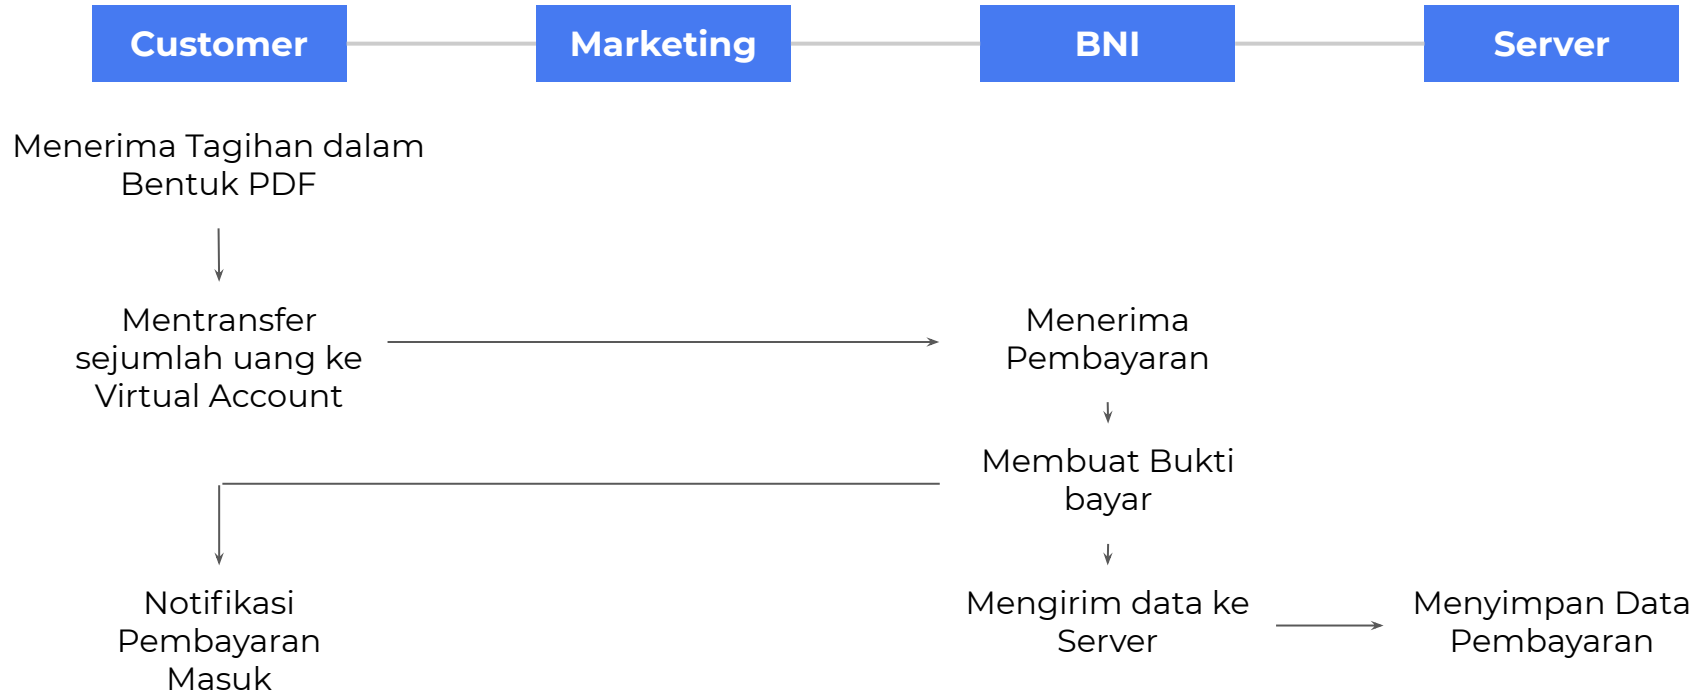 Customer
Marketing
BNI
Server
Menerima Tagihan dalam
Bentuk PDF
Mentransfer
sejumlah uang ke
Virtual Account
Menerima
Pembayaran
Membuat Bukti
bayar
Notifikasi
Pembayaran
Masuk
Mengirim data ke
Server
Menyimpan Data
Pembayaran